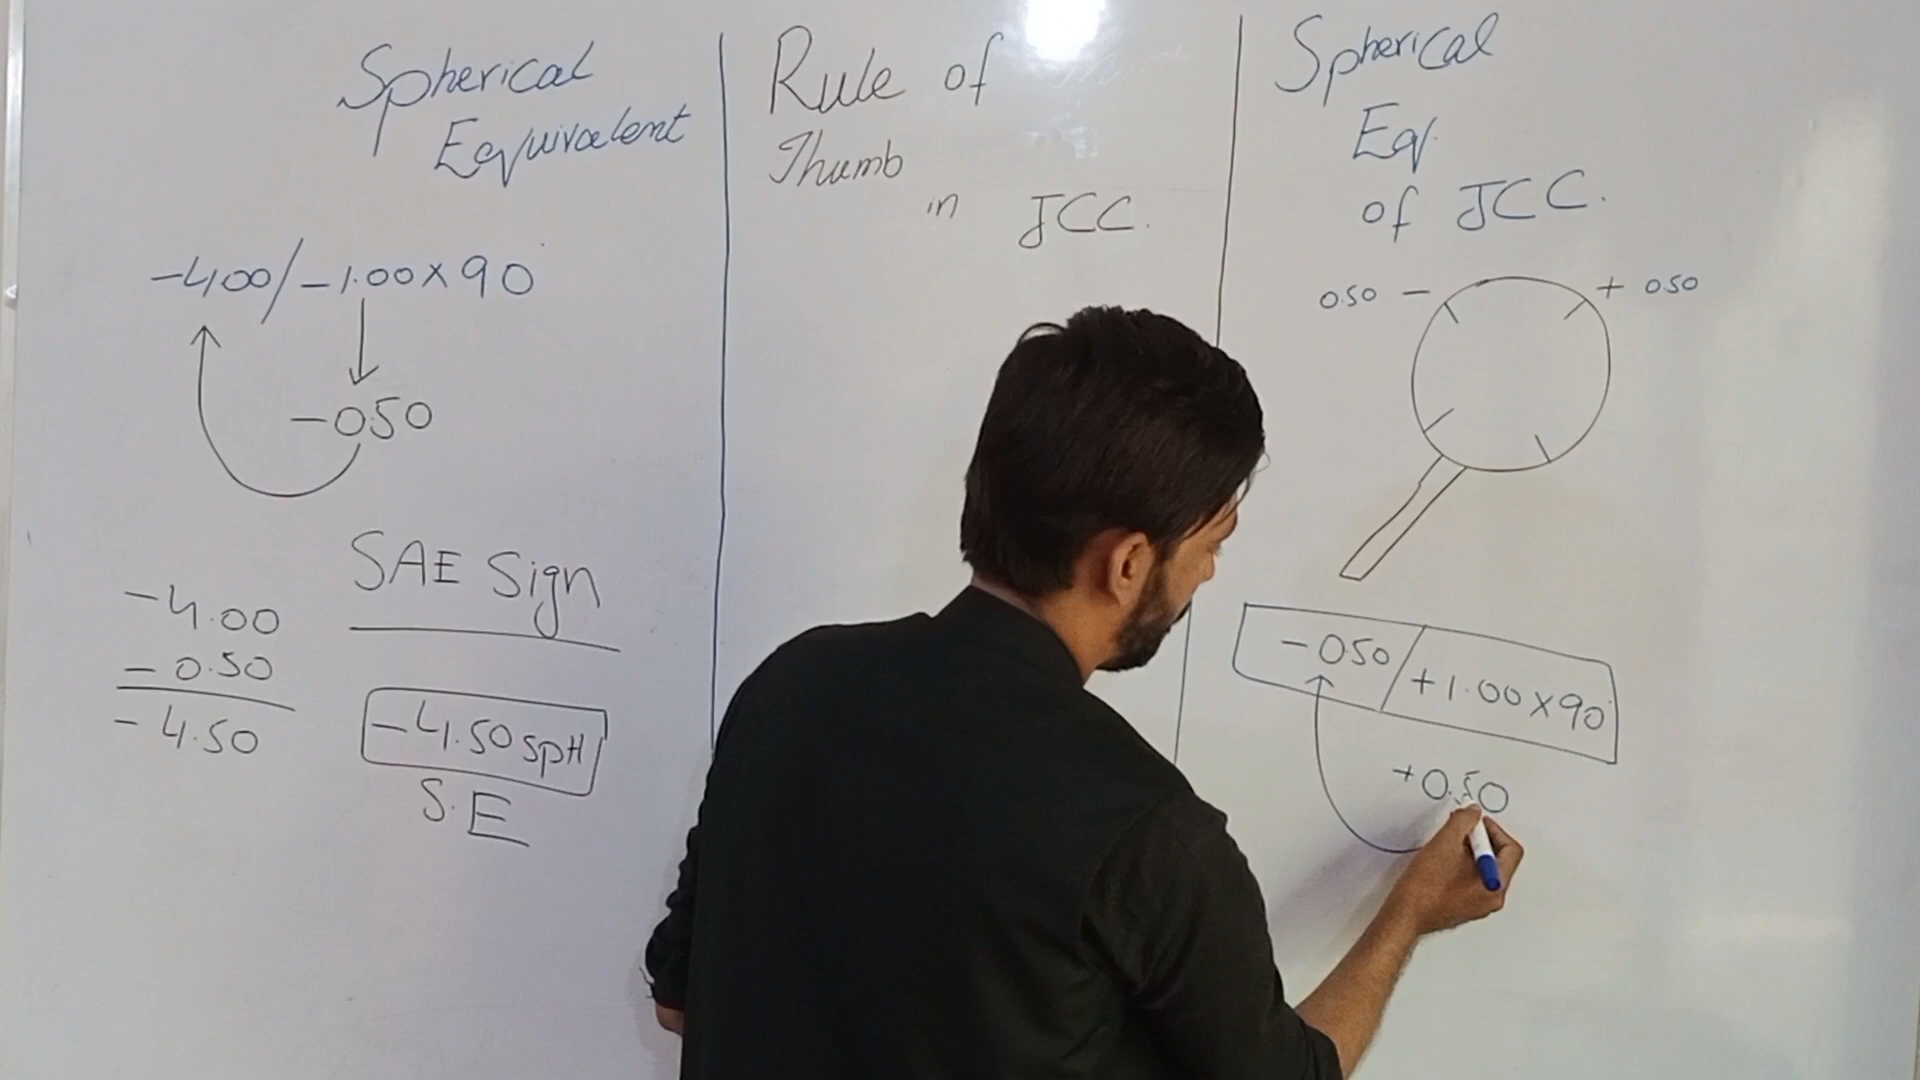 Spherical
Equivalent
-4.00/-1.00×90
-0.50
SAE Sign
-4.00
-0.50
-4.50
-4.50 SpH
S.E
Rule of
Thumb
in JCC.
Spherical
Eq.
of JCC.
0.50 - + 0.50
-0.50/+1.00×90
+0.50